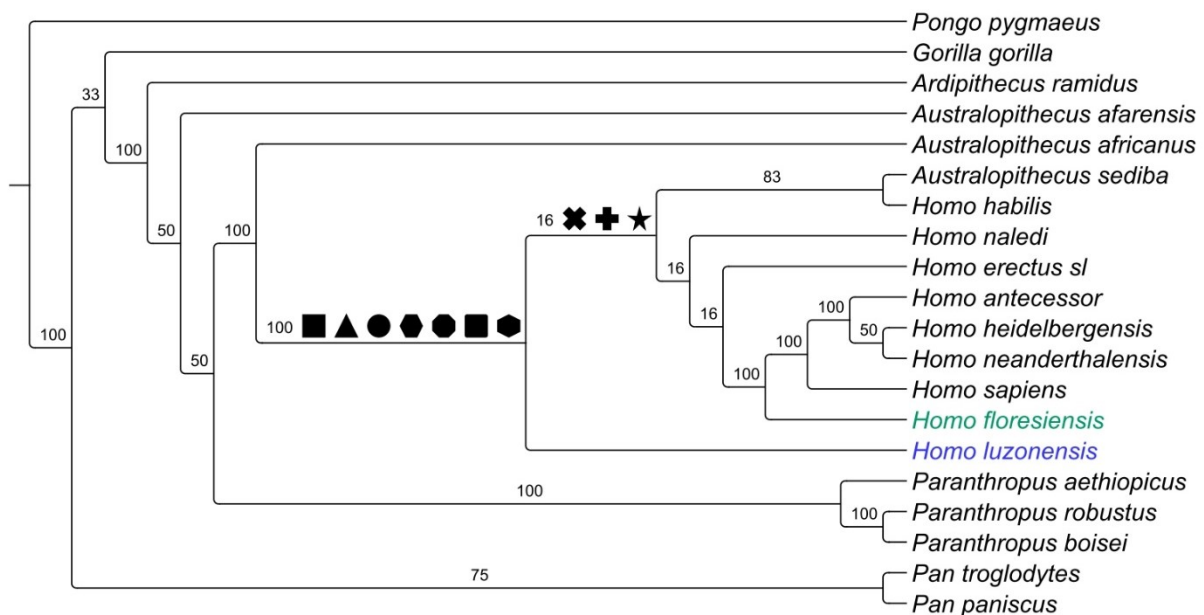 Pongo pygmaeus
Gorilla gorilla
33
Ardipithecus ramidus
Australopithecus afarensis
100
Australopithecus africanus
83
Australopithecus sediba
Homo habilis
16
50
100
Homo naledi
16
Homo erectus sl
16
Homo antecessor
100
100
Homo heidelbergensis
50
100
100
Homo neanderthalensis
50
100
Homo sapiens
Homo floresiensis
Homo luzonensis
Paranthropus aethiopicus
100
Paranthropus robustus
100
Paranthropus boisei
Pan troglodytes
75
Pan paniscus